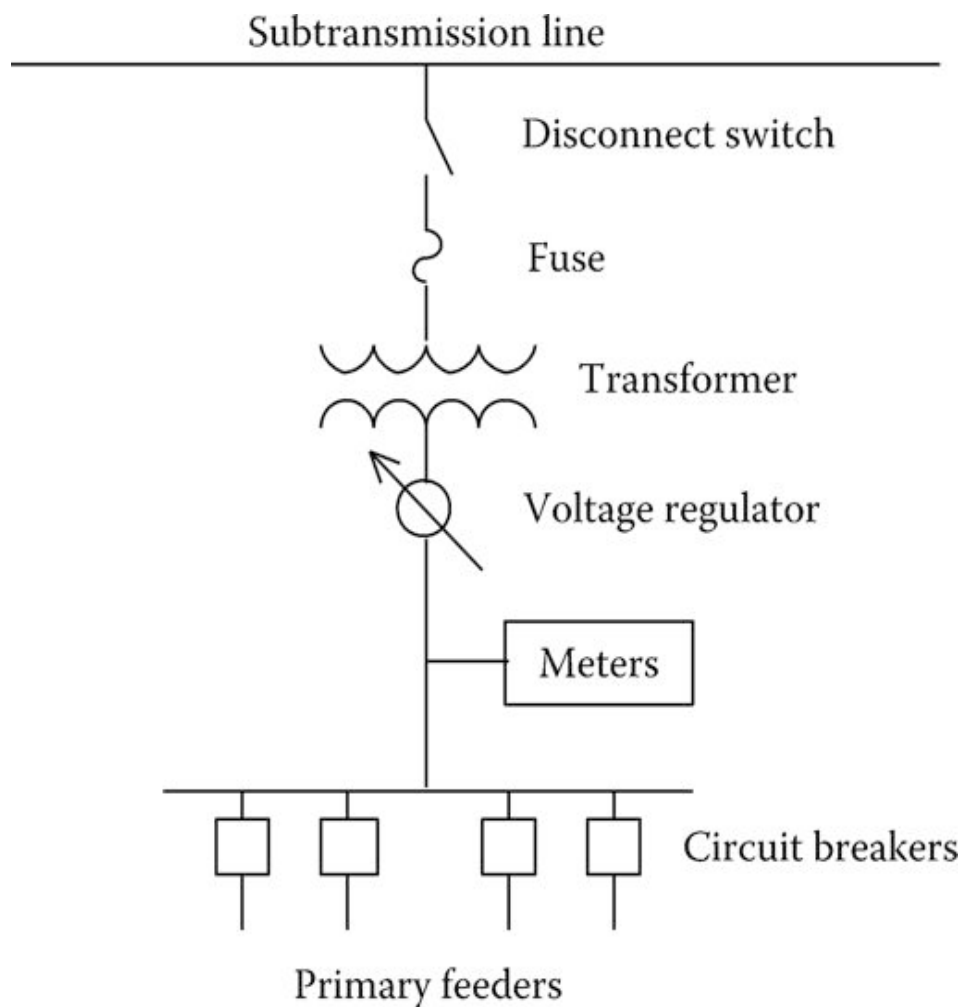 Subtransmission line
Disconnect switch
Fuse
Transformer
Voltage regulator
Meters
Circuit breakers
Primary feeders